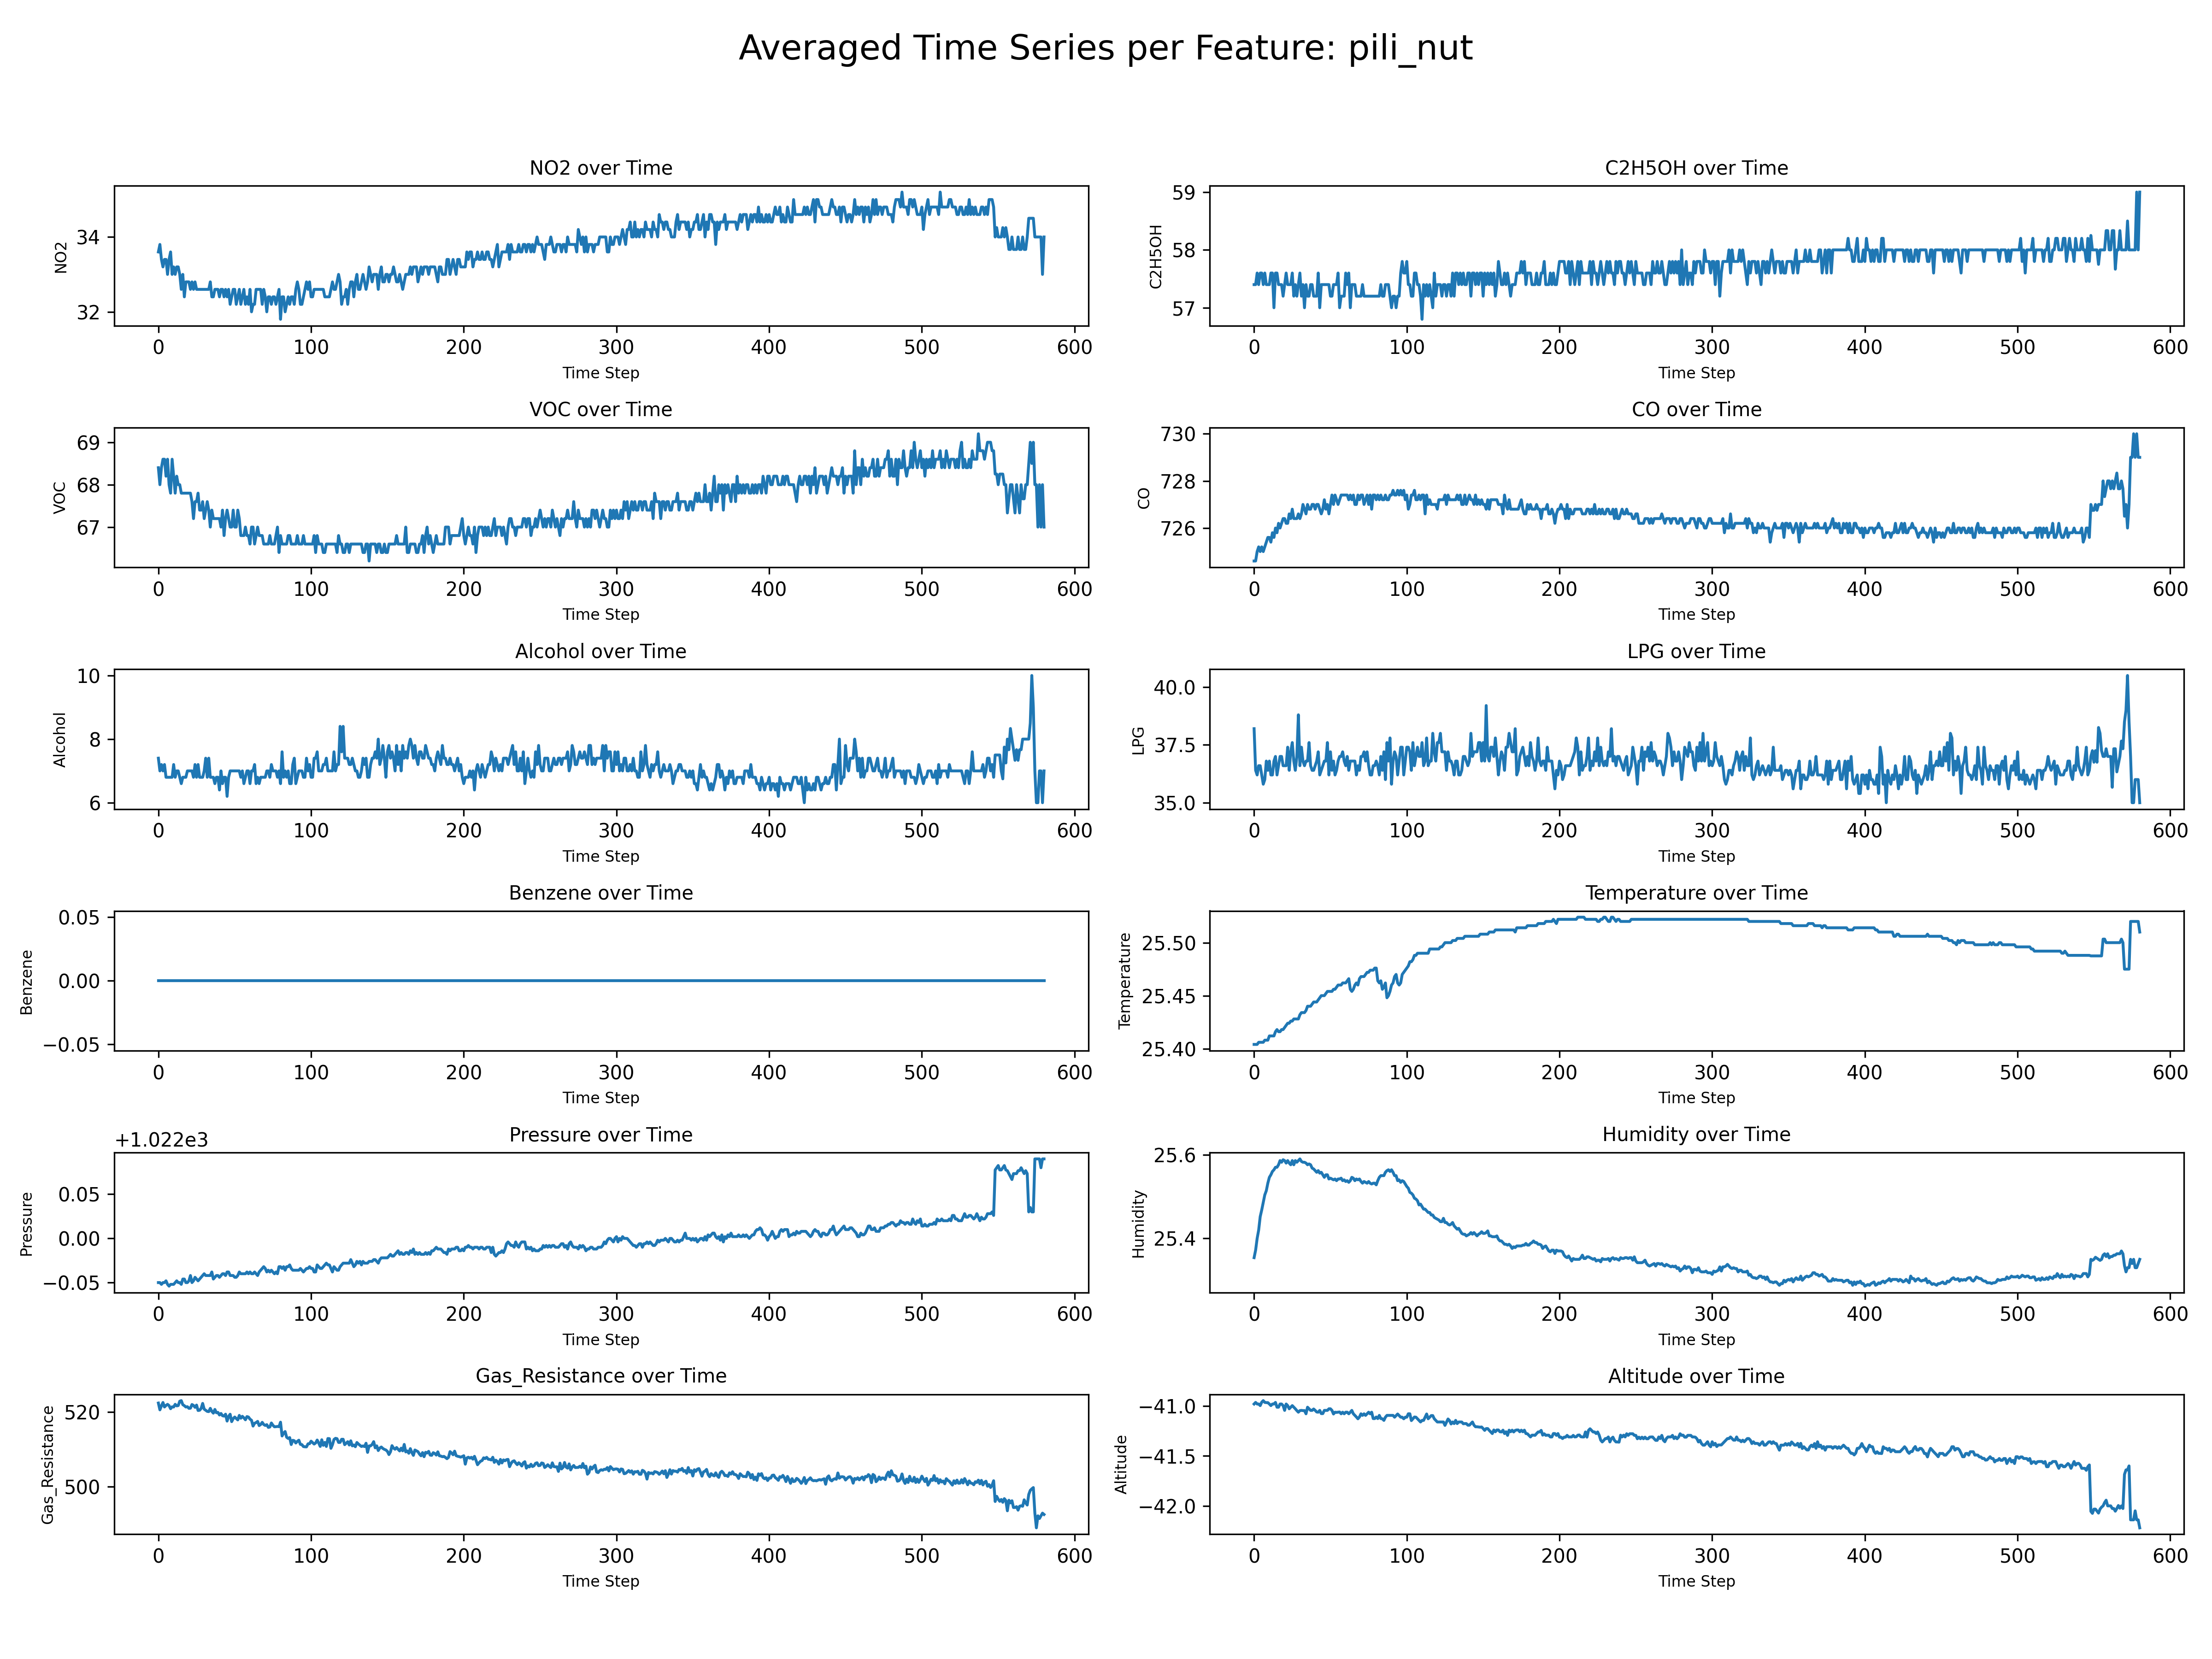 Averaged Time Series per Feature: pili_nut
NO2 over Time
NO2
34
32
0 100 200 300 400 500 600
Time Step
C2H5OH over Time
C2H5OH
59
58
57
0 100 200 300 400 500 600
Time Step
VOC over Time
VOC
69
68
67
0 100 200 300 400 500 600
Time Step
CO over Time
CO
730
728
726
0 100 200 300 400 500 600
Time Step
Alcohol over Time
Alcohol
10
8
6
0 100 200 300 400 500 600
Time Step
LPG over Time
LPG
40.0
37.5
35.0
0 100 200 300 400 500 600
Time Step
Benzene over Time
Benzene
0.05
0.00
−0.05
0 100 200 300 400 500 600
Time Step
Temperature over Time
Temperature
25.50
25.45
25.40
0 100 200 300 400 500 600
Time Step
Pressure over Time
+1.022e3
Pressure
0.05
0.00
−0.05
0 100 200 300 400 500 600
Time Step
Humidity over Time
Humidity
25.6
25.4
0 100 200 300 400 500 600
Time Step
Gas_Resistance over Time
Gas_Resistance
520
500
0 100 200 300 400 500 600
Time Step
Altitude over Time
Altitude
−41.0
−41.5
−42.0
0 100 200 300 400 500 600
Time Step